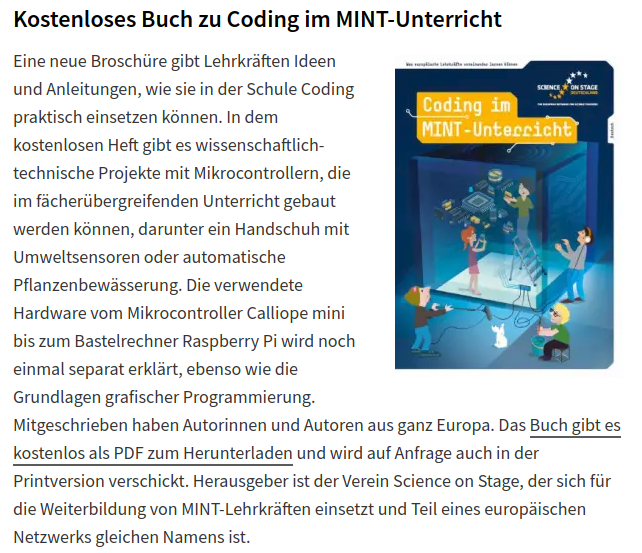 Kostenloses Buch zu Coding im MINT-Unterricht
Eine neue Broschüre gibt Lehrkräften Ideen
und Anleitungen, wie sie in der Schule Coding
praktisch einsetzen können. In dem
kostenlosen Heft gibt es wissenschaftlich-
technische Projekte mit Mikrocontrollern, die
im fächerübergreifenden Unterricht gebaut
werden können, darunter ein Handschuh mit
Umweltsensoren oder automatische
Pflanzenbewässerung. Die verwendete
Hardware vom Mikrocontroller Calliope mini
bis zum Bastelrechner Raspberry Pi wird noch
einmal separat erklärt, ebenso wie die
Grundlagen grafischer Programmierung.
Mitgeschrieben haben Autorinnen und Autoren aus ganz Europa. Das Buch gibt es
kostenlos als PDF zum Herunterladen und wird auf Anfrage auch in der
Printversion verschickt. Herausgeber ist der Verein Science on Stage, der sich für
die Weiterbildung von MINT-Lehrkräften einsetzt und Teil eines europäischen
Netzwerks gleichen Namens ist.
Was europäische Lehrkräfte voneinander lernen können
SCIENCE ON STAGE
DEUTSCHLAND
THE EUROPEAN NETWORK FOR SCIENCE TEACHERS
Coding im
MINT-Unterricht